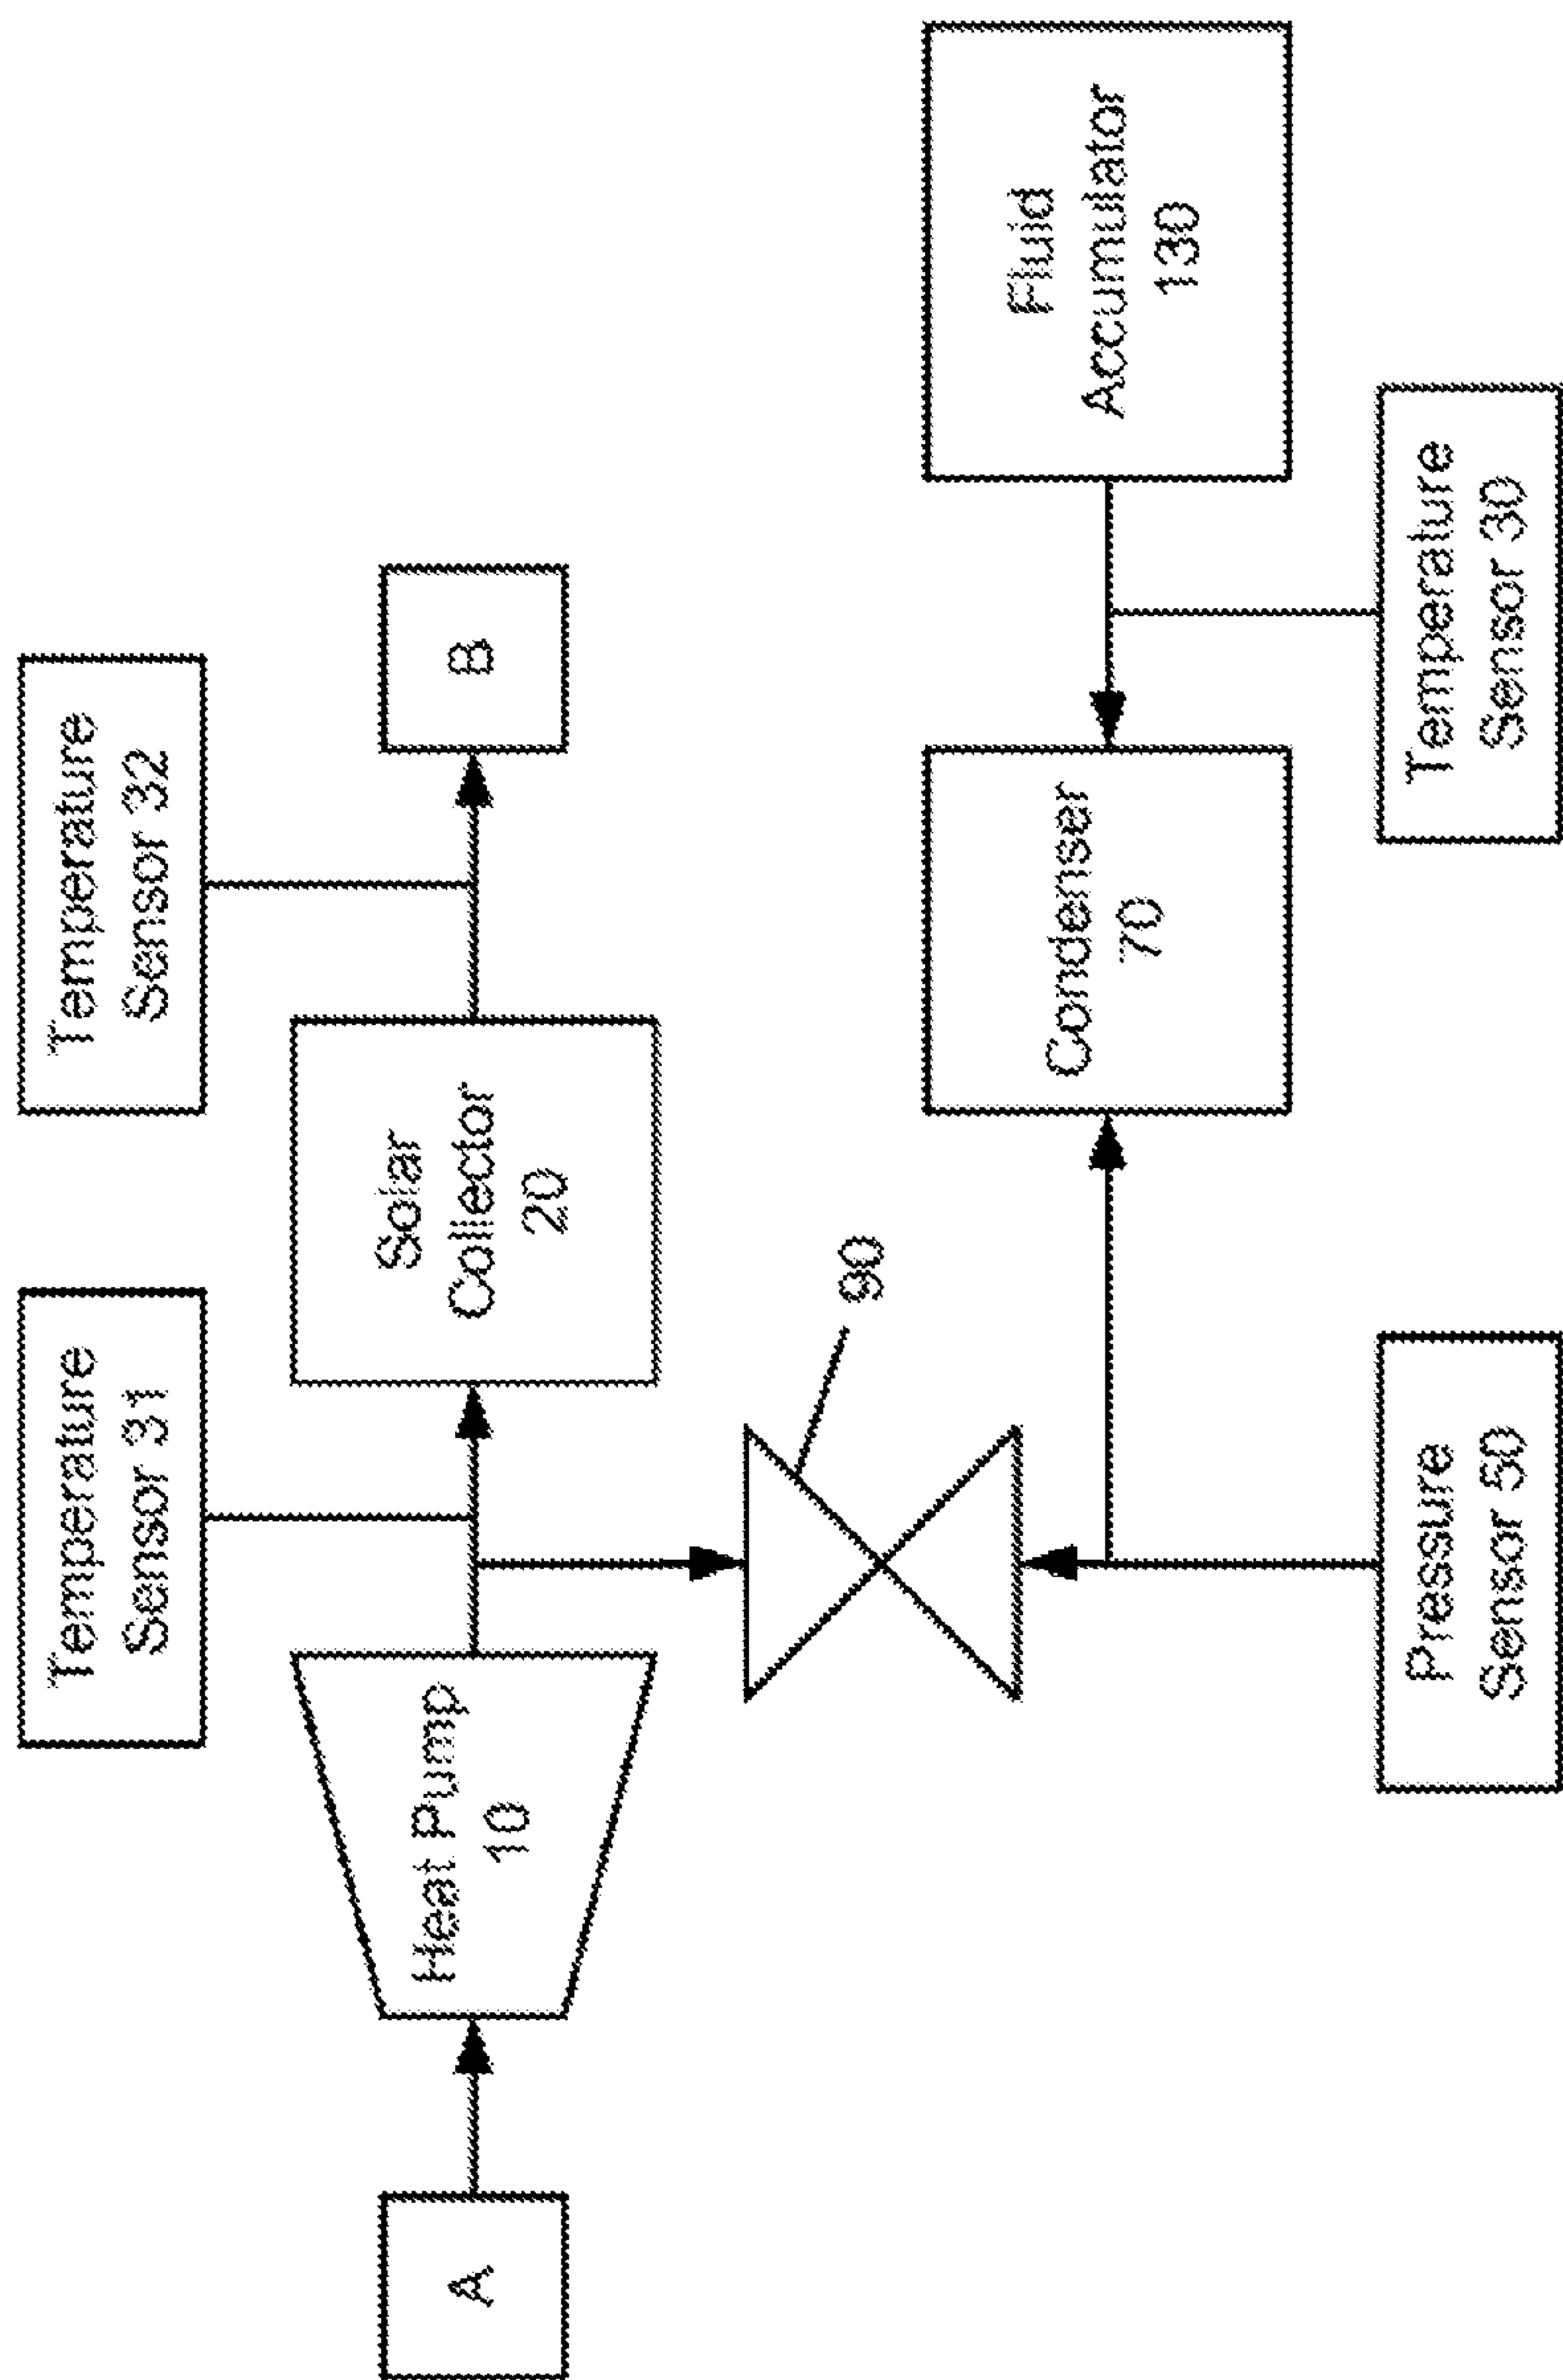 Temperature
Sensor 31
Temperature
Sensor 32
A
Heat Pump
10
Solar
Collector
20
B
90
Condenser
70
Fluid
Accumulator
130
Pressure
Sensor 50
Temperature
Sensor 30